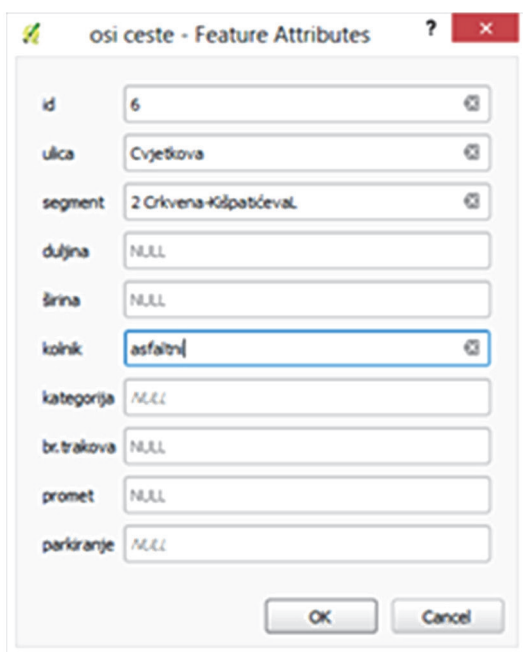 osi ceste - Feature Attributes ? ×
id 6
ulica Cvjetkova
segment 2 Crkvena-KišpatićevaL
duljina NULL
širina NULL
kolnik asfaltni
kategorija NULL
br.trakova NULL
promet NULL
parkiranje NULL
OK Cancel